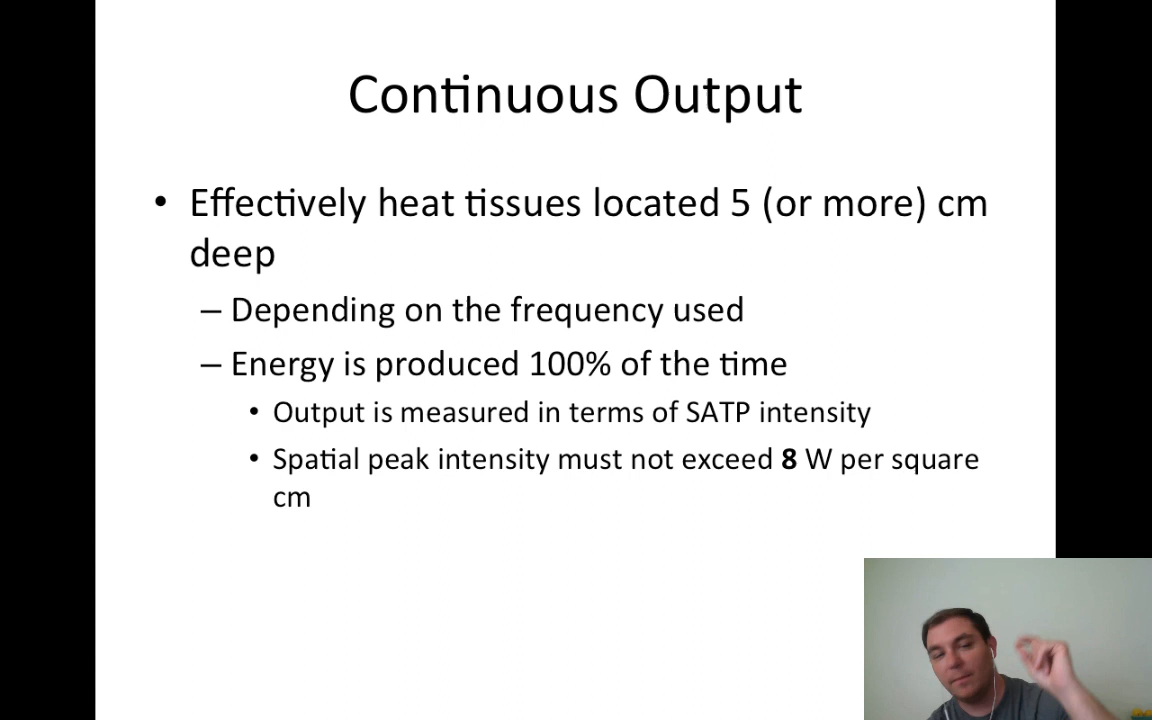 Continuous Output
• Effectively heat tissues located 5 (or more) cm
deep
– Depending on the frequency used
– Energy is produced 100% of the time
• Output is measured in terms of SATP intensity
• Spatial peak intensity must not exceed 8 W per square
cm